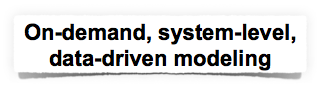 On-demand, system-level,
data-driven modeling